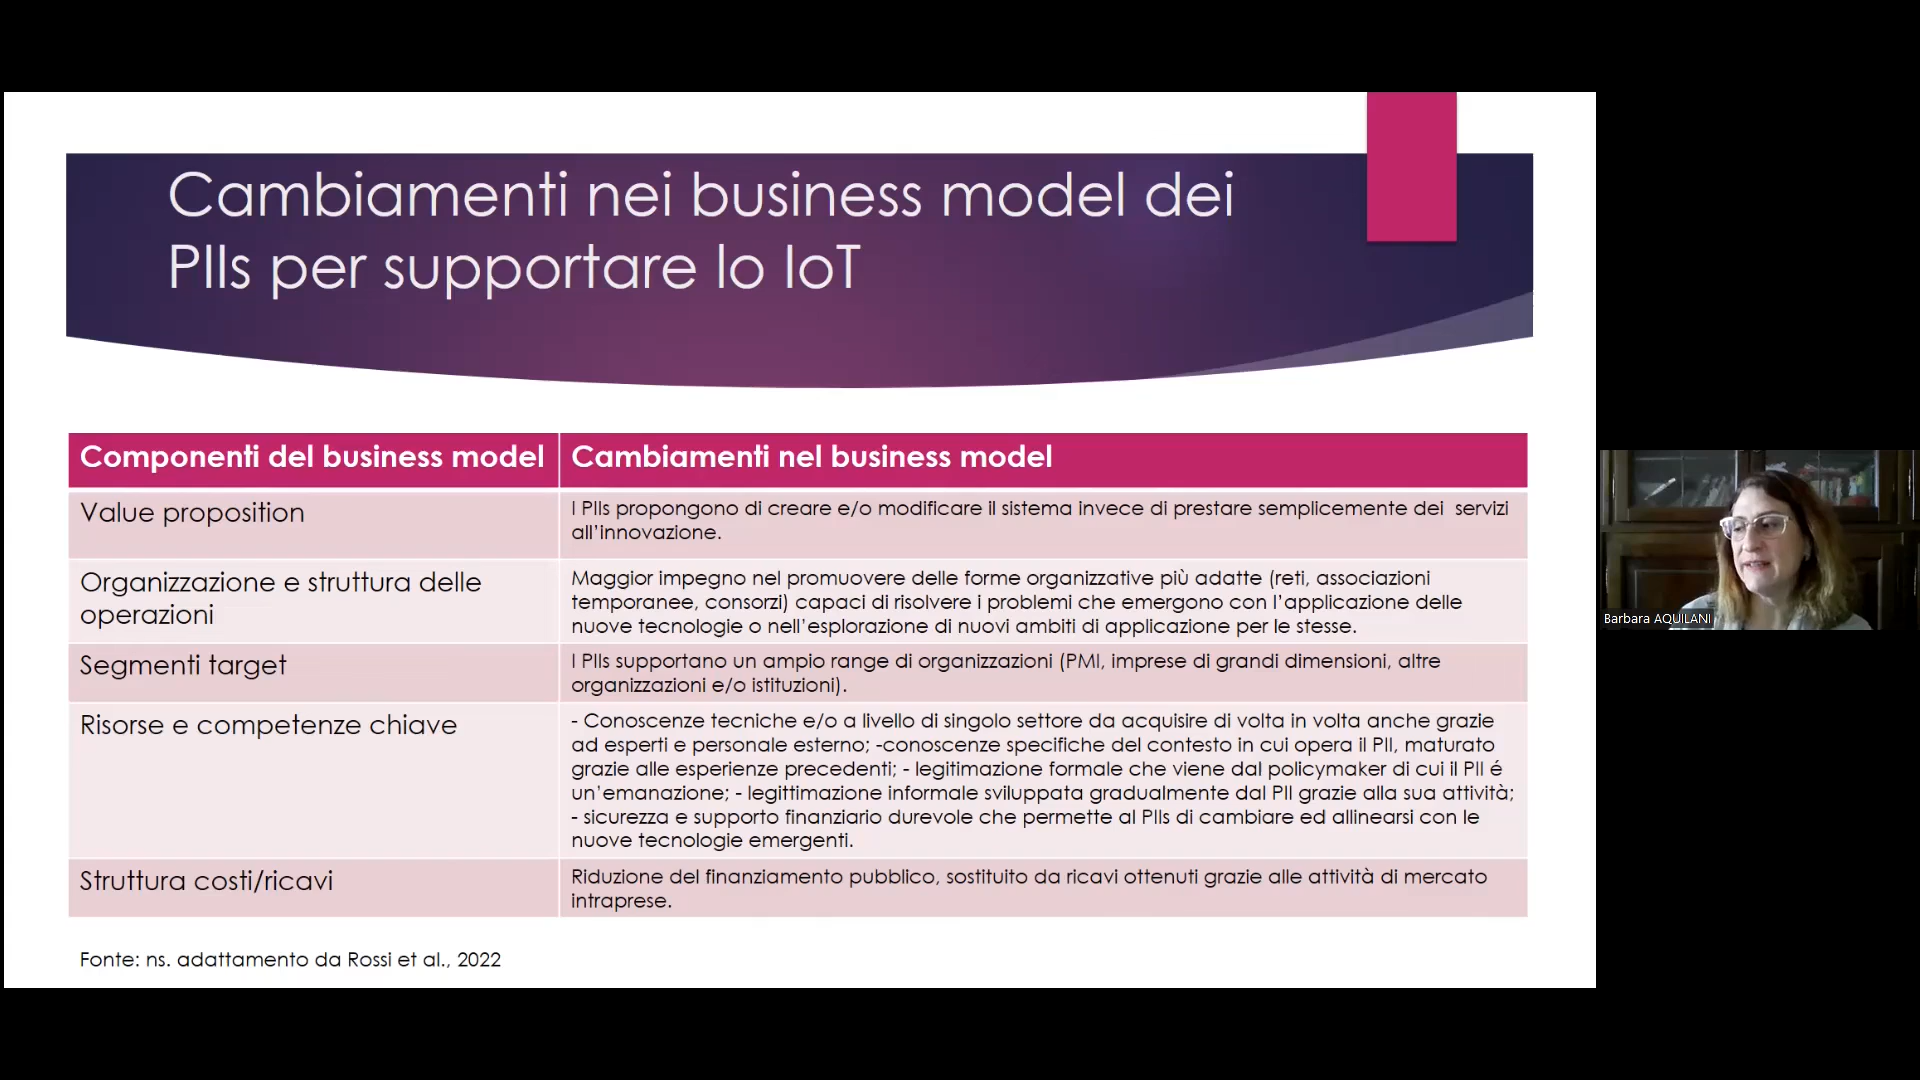 Cambiamenti nei business model dei
PIIs per supportare lo IoT
Componenti del business model
Cambiamenti nel business model
Value proposition
I PIIs propongono di creare e/o modificare il sistema invece di prestare semplicemente dei servizi
all’innovazione.
Organizzazione e struttura delle
operazioni
Maggior impegno nel promuovere delle forme organizzative più adatte (reti, associazioni
temporanee, consorzi) capaci di risolvere i problemi che emergono con l’applicazione delle
nuove tecnologie o nell’esplorazione di nuovi ambiti di applicazione per le stesse.
Segmenti target
I PIIs supportano un ampio range di organizzazioni (PMI, imprese di grandi dimensioni, altre
organizzazioni e/o istituzioni).
Risorse e competenze chiave
- Conoscenze tecniche e/o a livello di singolo settore da acquisire di volta in volta anche grazie
ad esperti e personale esterno; -conoscenze specifiche del contesto in cui opera il PII, maturato
grazie alle esperienze precedenti; - legitimazione formale che viene dal policymaker di cui il PII é
un’emanazione; - legittimazione informale sviluppata gradualmente dal PII grazie alla sua attività;
- sicurezza e supporto finanziario durevole che permette al PIIs di cambiare ed allinearsi con le
nuove tecnologie emergenti.
Struttura costi/ricavi
Riduzione del finanziamento pubblico, sostituito da ricavi ottenuti grazie alle attività di mercato
intraprese.
Fonte: ns. adattamento da Rossi et al., 2022
Barbara AQUILANI